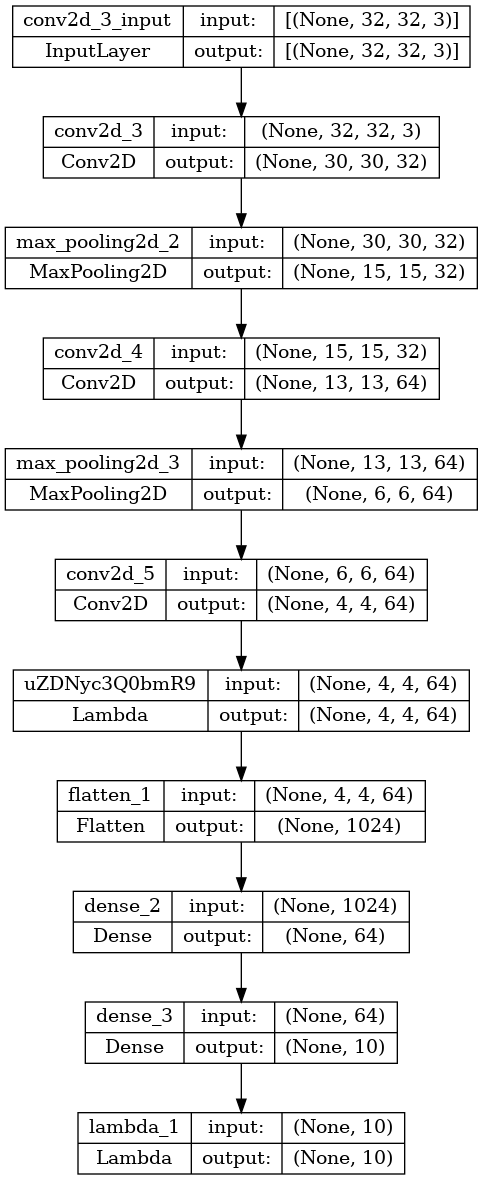 conv2d_3_input input: [(None, 32, 32, 3)]
InputLayer output: [(None, 32, 32, 3)]
conv2d_3 input: (None, 32, 32, 3)
Conv2D output: (None, 30, 30, 32)
max_pooling2d_2 input: (None, 30, 30, 32)
MaxPooling2D output: (None, 15, 15, 32)
conv2d_4 input: (None, 15, 15, 32)
Conv2D output: (None, 13, 13, 64)
max_pooling2d_3 input: (None, 13, 13, 64)
MaxPooling2D output: (None, 6, 6, 64)
conv2d_5 input: (None, 6, 6, 64)
Conv2D output: (None, 4, 4, 64)
uZDNyc3Q0bmR9 input: (None, 4, 4, 64)
Lambda output: (None, 4, 4, 64)
flatten_1 input: (None, 4, 4, 64)
Flatten output: (None, 1024)
dense_2 input: (None, 1024)
Dense output: (None, 64)
dense_3 input: (None, 64)
Dense output: (None, 10)
lambda_1 input: (None, 10)
Lambda output: (None, 10)